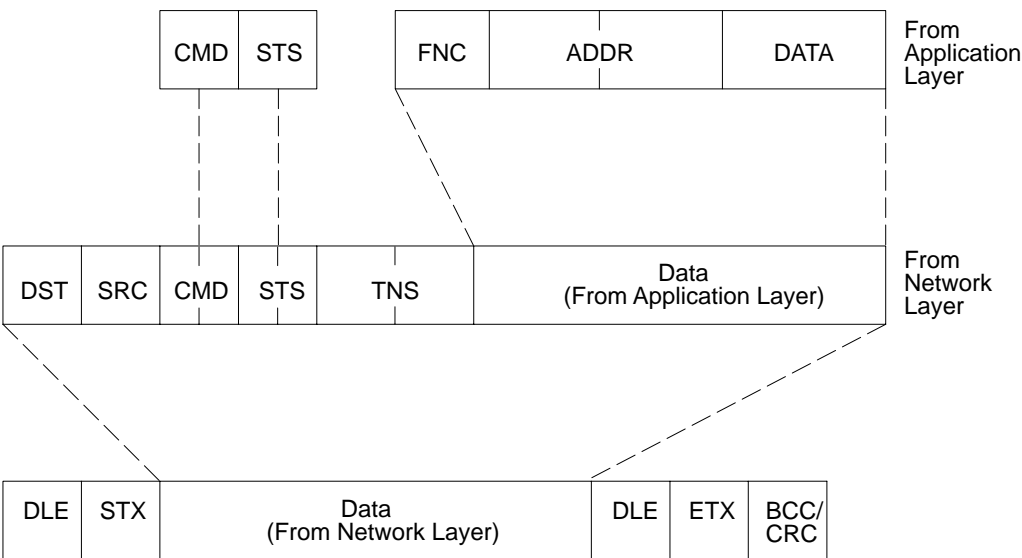 CMD STS FNC ADDR DATA
From
Application
Layer
DST SRC CMD STS TNS
Data
(From Application Layer)
From
Network
Layer
DLE STX
Data
(From Network Layer)
DLE ETX
BCC/
CRC